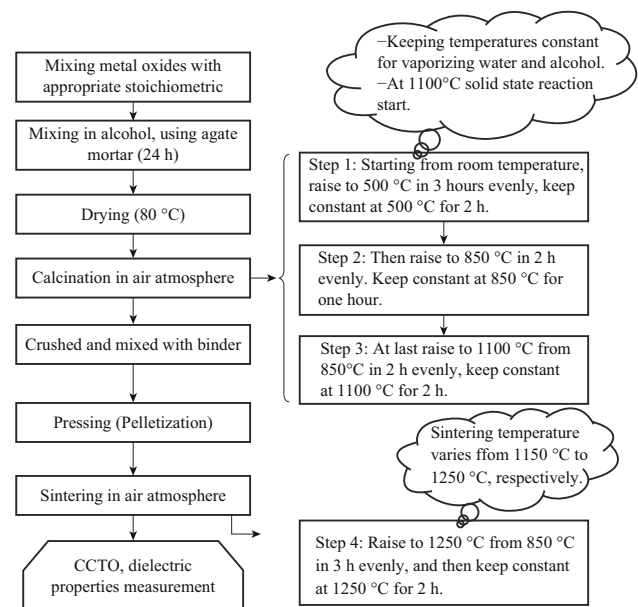 Mixing metal oxides with
appropriate stoichiometric
Mixing in alcohol, using agate
mortar (24 h)
Drying (80 °C)
Calcination in air atmosphere
Crushed and mixed with binder
Pressing (Pelletization)
Sintering in air atmosphere
CCTO, dielectric
properties measurement
−Keeping temperatures constant
for vaporizing water and alcohol.
−At 1100°C solid state reaction
start.
Step 1: Starting from room temperature,
raise to 500 °C in 3 hours evenly, keep
constant at 500 °C for 2 h.
Step 2: Then raise to 850 °C in 2 h
evenly. Keep constant at 850 °C for
one hour.
Step 3: At last raise to 1100 °C from
850°C in 2 h evenly, keep constant
at 1100 °C for 2 h.
Sintering temperature
varies ffom 1150 °C to
1250 °C, respectively.
Step 4: Raise to 1250 °C from 850 °C
in 3 h evenly, and then keep constant
at 1250 °C for 2 h.